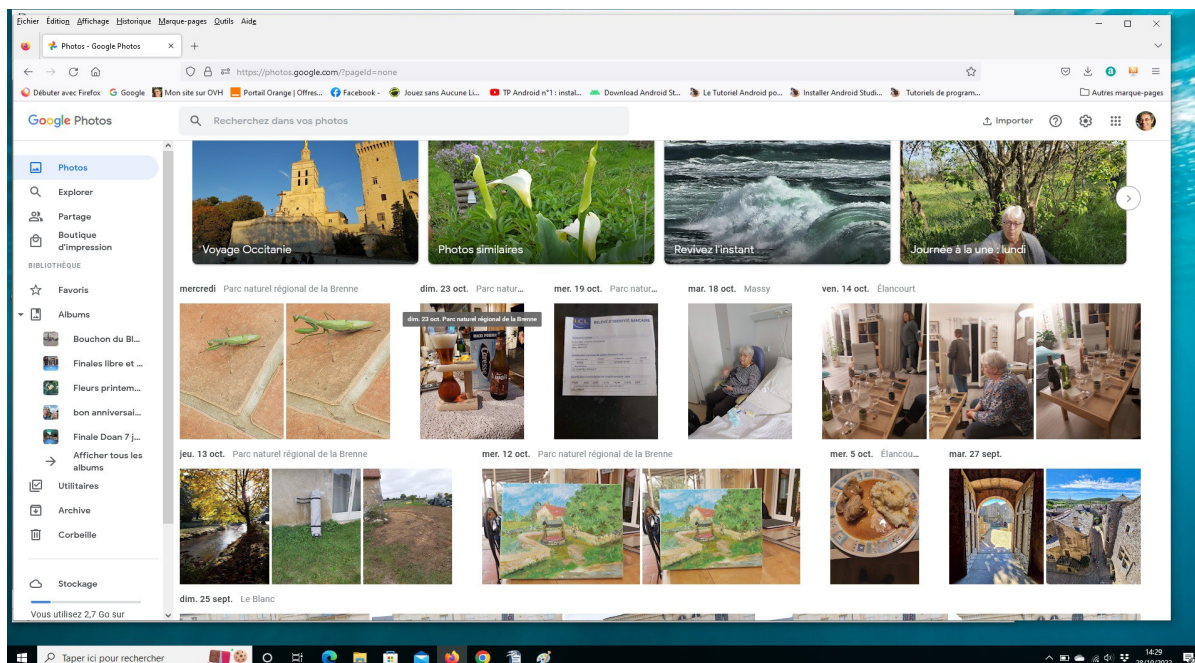 Fichier Édition Affichage Historique Marque-pages Outils Aide
Photos - Google Photos × +
https://photos.google.com/?pageId=none
Débuter avec Firefox G Google Mon site sur OVH Portail Orange | Offres... Facebook - Jouez sans Aucune Li... TP Android n°1 : instal... Download Android St... Le Tutoriel Android po... Installer Android Studi... Tutoriels de program... Autres marque-pages
Google Photos
Recherchez dans vos photos
Importer
Photos
Explorer
Partage
Boutique
d'impression
BIBLIOTHÈQUE
Favoris
Albums
Bouchon du Bl...
Finales libre et ...
Fleurs printem...
bon anniversai...
Finale Doan 7 j...
Afficher tous les
albums
Utilitaires
Archive
Corbeille
Stockage
Vous utilisez 2,7 Go sur
Voyage Occitanie
Photos similaires
Revivez l'instant
Journée à la une : lundi
mercredi Parc naturel régional de la Brenne
dim. 23 oct. Parc natur...
mer. 19 oct. Parc natur...
mar. 18 oct. Massy
ven. 14 oct. Élancourt
dim. 23 oct. Parc naturel régional de la Brenne
RELEVÉ D'IDENTITÉ BANCAIRE
jeu. 13 oct. Parc naturel régional de la Brenne
mer. 12 oct. Parc naturel régional de la Brenne
mer. 5 oct. Élancou...
mar. 27 sept.
dim. 25 sept. Le Blanc
Taper ici pour rechercher
14:29
28/10/2022